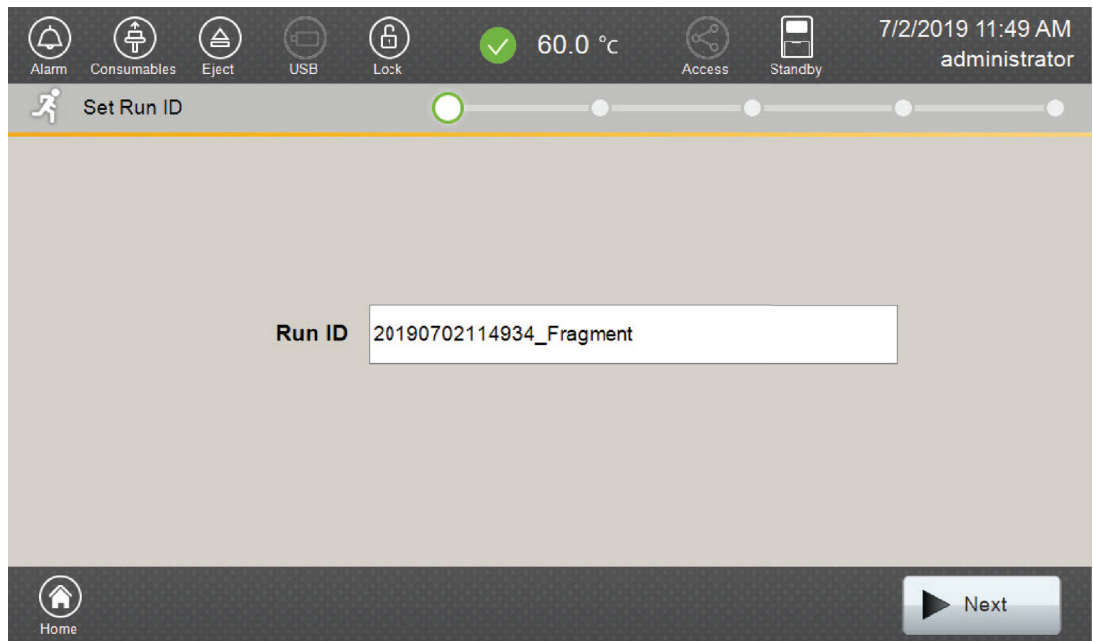 Alarm
Consumables
Eject
USB
Lock
60.0 °C
Access
Standby
7/2/2019 11:49 AM
administrator
Set Run ID
Run ID
20190702114934_Fragment
Home
Next